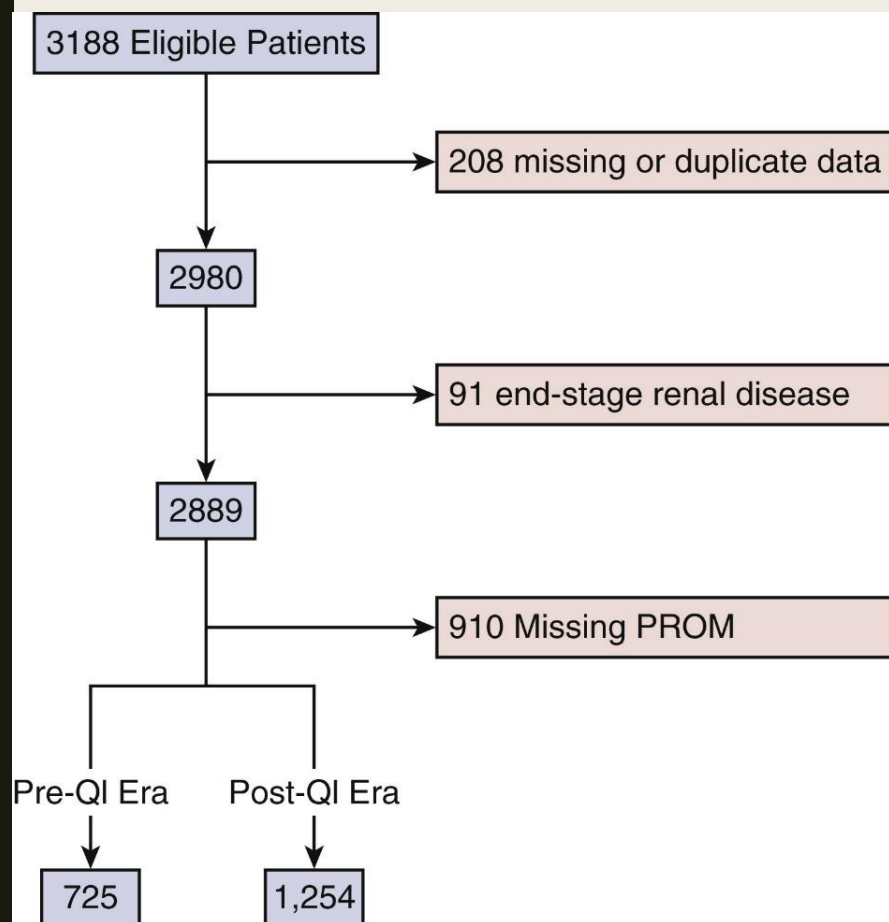 3188 Eligible Patients
208 missing or duplicate data
2980
91 end-stage renal disease
2889
910 Missing PROM
Pre-QI Era
Post-QI Era
725
1,254